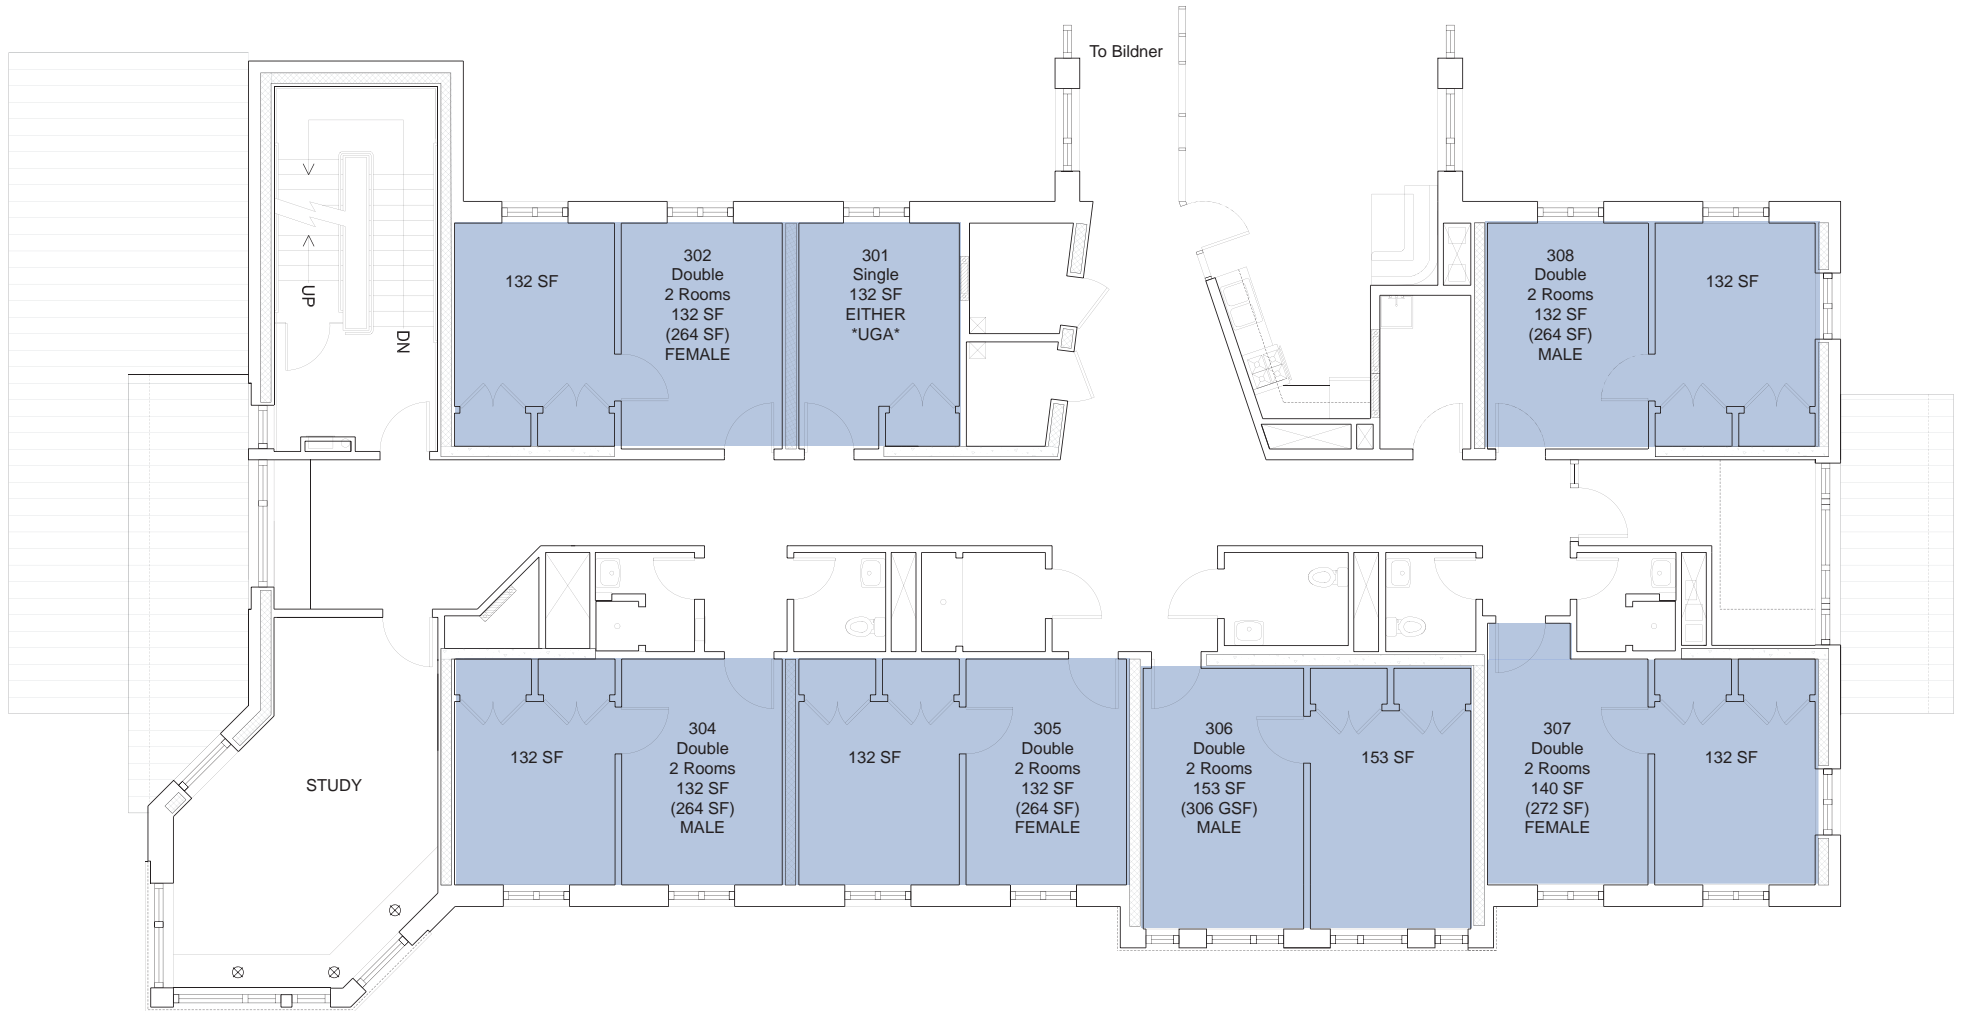 To Bildner
132 SF
302
Double
2 Rooms
132 SF
(264 SF)
FEMALE
301
Single
132 SF
EITHER
*UGA*
308
Double
2 Rooms
132 SF
(264 SF)
MALE
132 SF
UP
DN
STUDY
132 SF
304
Double
2 Rooms
132 SF
(264 SF)
MALE
132 SF
305
Double
2 Rooms
132 SF
(264 SF)
FEMALE
306
Double
2 Rooms
153 SF
(306 GSF)
MALE
153 SF
307
Double
2 Rooms
140 SF
(272 SF)
FEMALE
132 SF